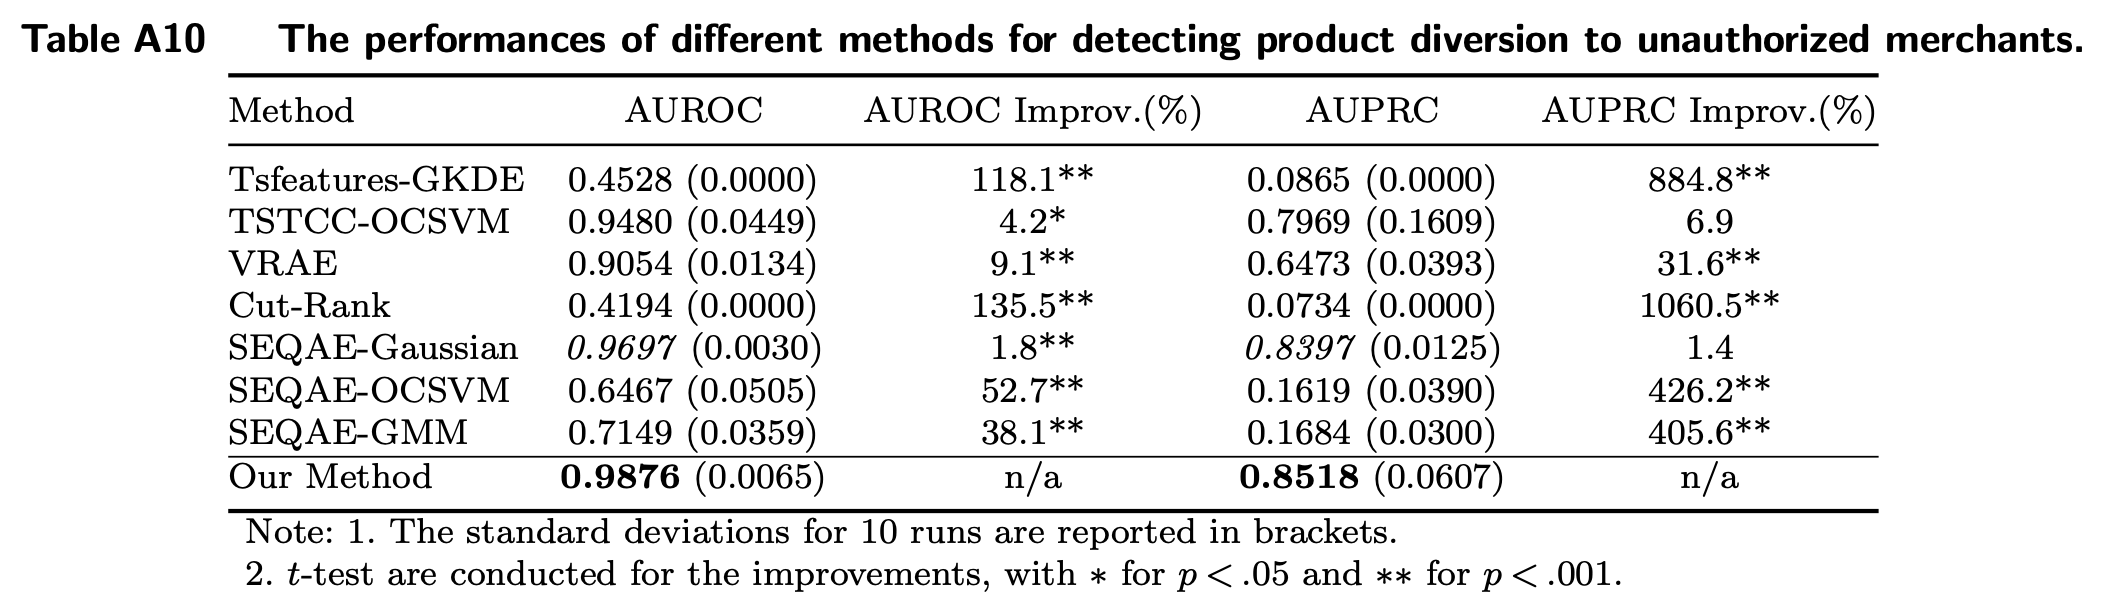 Table A10 The performances of different methods for detecting product diversion to unauthorized merchants.
Method AUROC AUROC Improv.(%) AUPRC AUPRC Improv.(%)
Tsfeatures-GKDE 0.4528 (0.0000) 118.1** 0.0865 (0.0000) 884.8**
TSTCC-OCSVM 0.9480 (0.0449) 4.2* 0.7969 (0.1609) 6.9
VRAE 0.9054 (0.0134) 9.1** 0.6473 (0.0393) 31.6**
Cut-Rank 0.4194 (0.0000) 135.5** 0.0734 (0.0000) 1060.5**
SEQAE-Gaussian 0.9697 (0.0030) 1.8** 0.8397 (0.0125) 1.4
SEQAE-OCSVM 0.6467 (0.0505) 52.7** 0.1619 (0.0390) 426.2**
SEQAE-GMM 0.7149 (0.0359) 38.1** 0.1684 (0.0300) 405.6**
Our Method 0.9876 (0.0065) n/a 0.8518 (0.0607) n/a
Note: 1. The standard deviations for 10 runs are reported in brackets.
2. t-test are conducted for the improvements, with * for p < .05 and ** for p < .001.